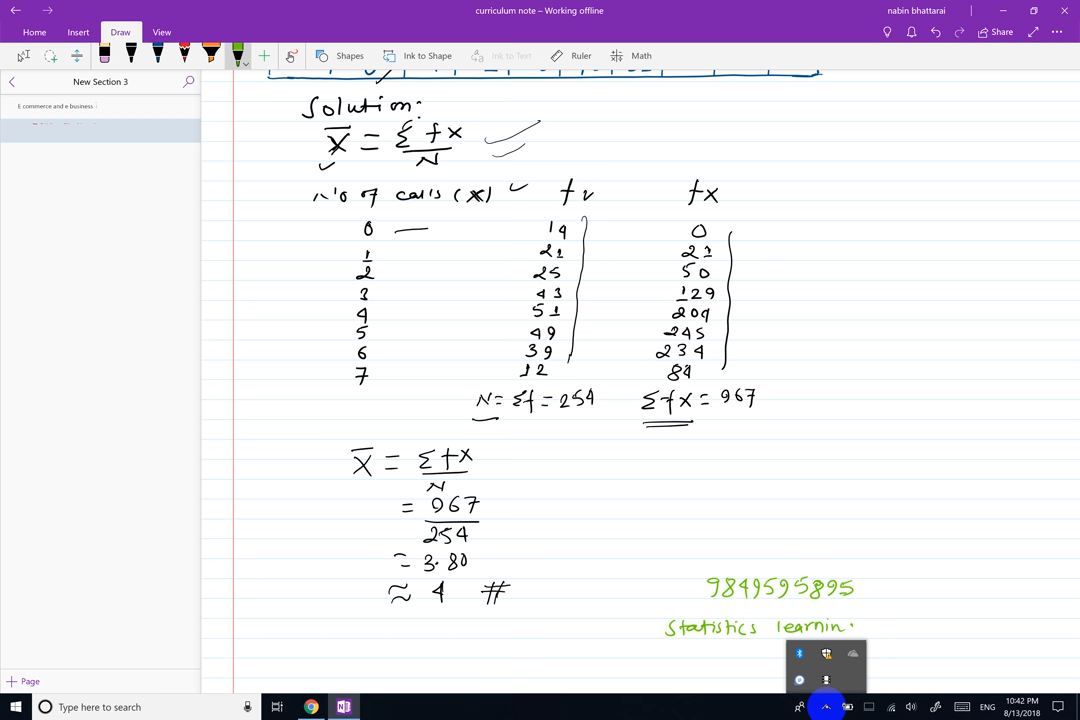 curriculum note – Working offline
nabin bhattarai
Home Insert Draw View
Share
Shapes Ink to Shape Ink to Text Ruler Math
New Section 3
E commerce and e business
Solution:
X̅ = Σ fx
N
No of calls (X) f fx
0 14 0
1 21 21
2 25 50
3 43 129
4 51 204
5 49 245
6 39 234
7 12 84
N = Σf = 254 Σfx = 967
X̅ = Σfx
N
= 967
254
= 3.80
≈ 4 #
9849595895
Statistics learnin.
Page
Type here to search
10:42 PM
8/13/2018